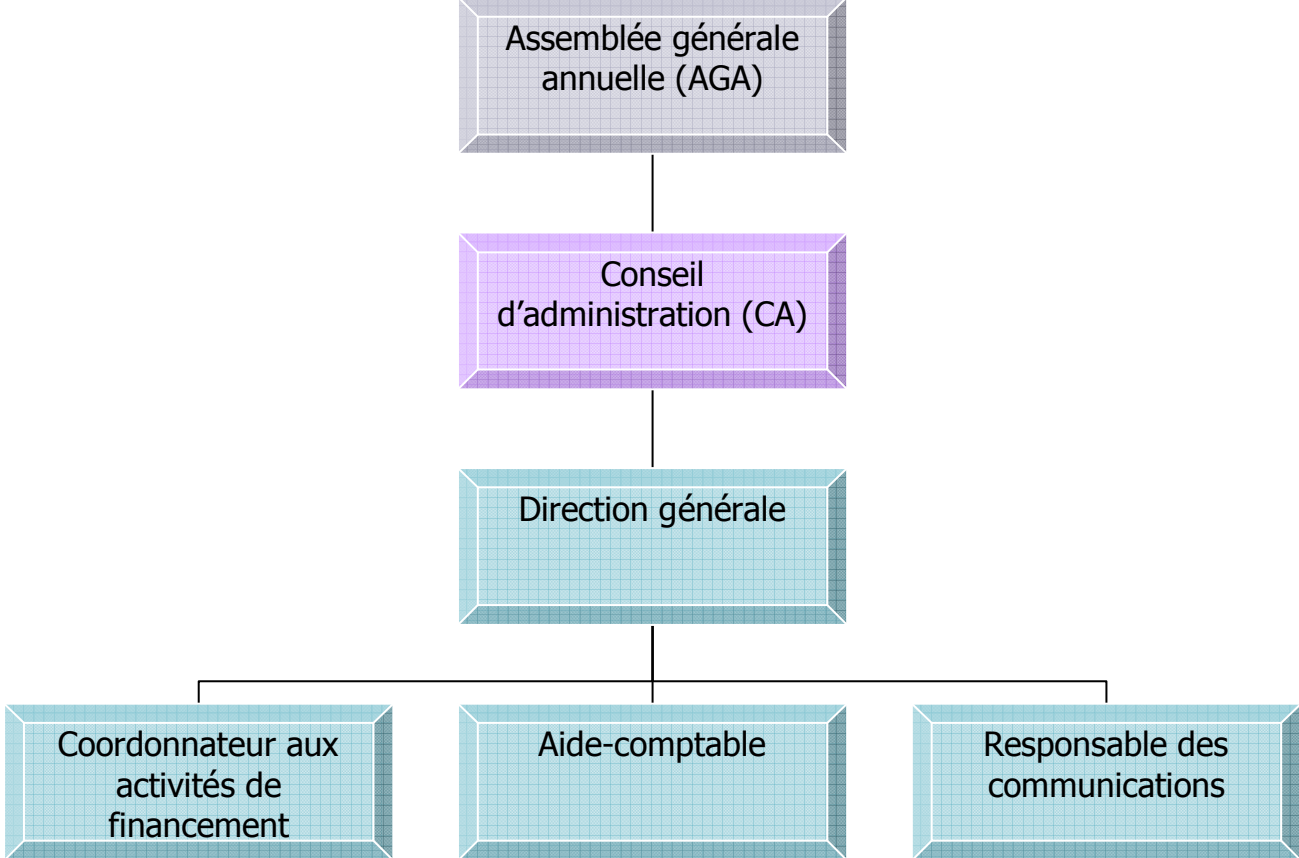 Assemblée générale
annuelle (AGA)
Conseil
d’administration (CA)
Direction générale
Coordonnateur aux
activités de
financement
Aide-comptable
Responsable des
communications